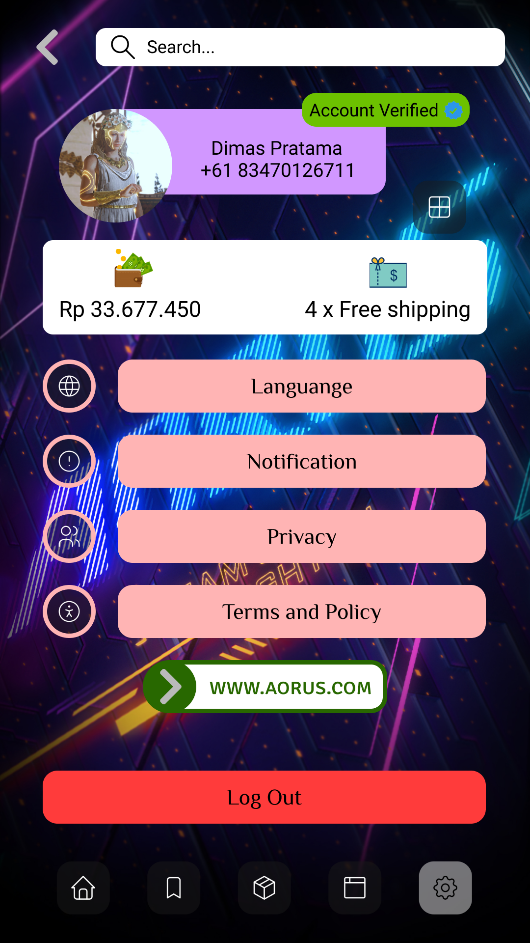 Search...
Account Verified
Dimas Pratama
+61 83470126711
$
Rp 33.677.450
4 x Free shipping
Languange
Notification
Privacy
Terms and Policy
WWW.AORUS.COM
Log Out